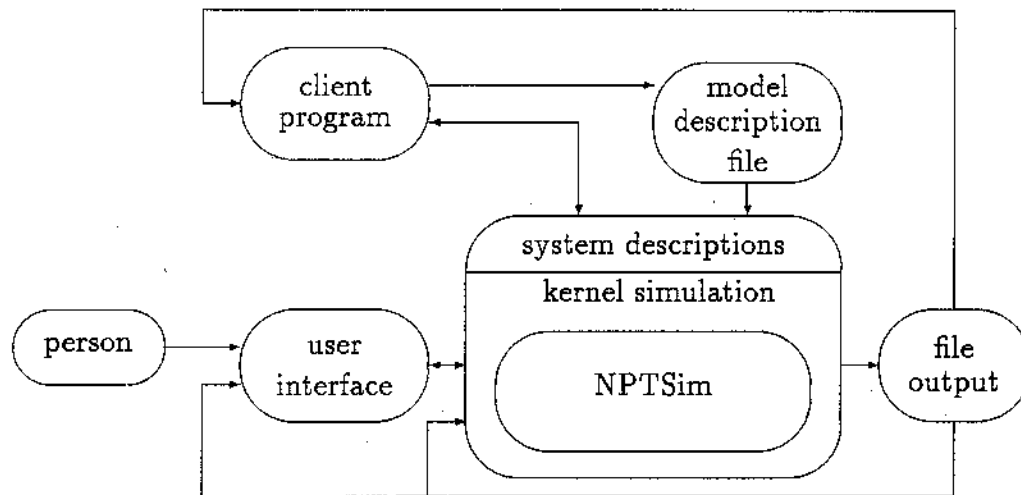 client
program
model
description
file
system descriptions
kernel simulation
person
user
interface
NPTSim
file
output